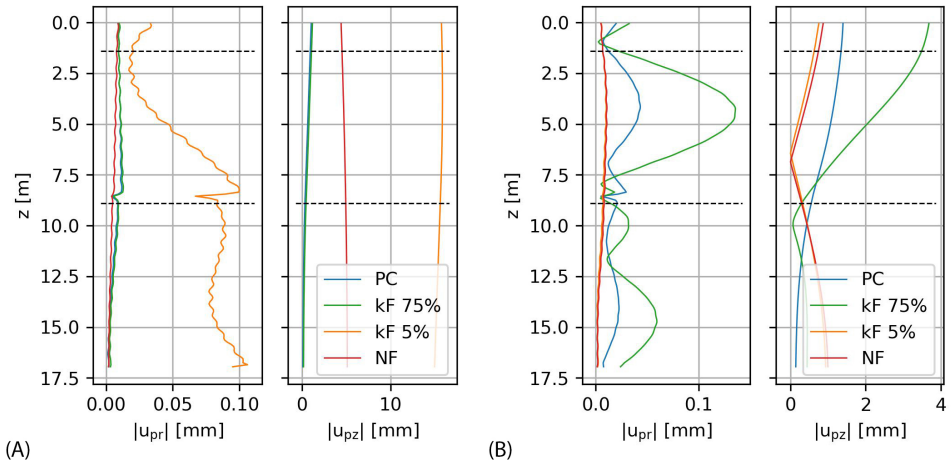 0.0
2.5
5.0
7.5
10.0
12.5
15.0
17.5
z [m]
0.00 0.05 0.10
|upr| [mm]
PC
kF 75%
kF 5%
NF
0 10
|upz| [mm]
(A)
0.0
2.5
5.0
7.5
10.0
12.5
15.0
17.5
z [m]
0.0 0.1
|upr| [mm]
PC
kF 75%
kF 5%
NF
0 2 4
|upz| [mm]
(B)